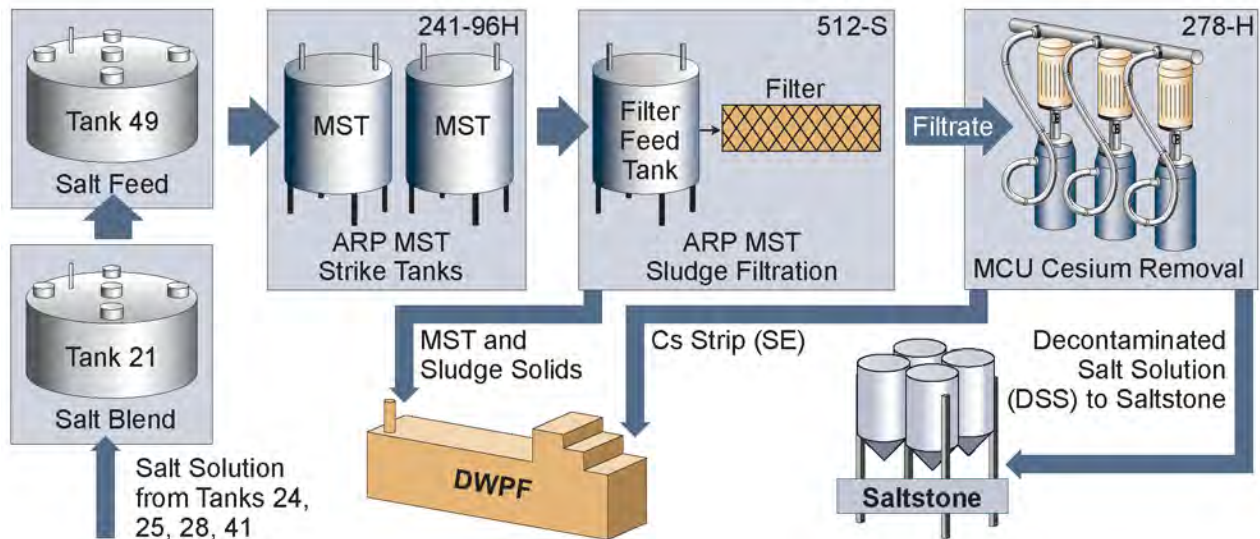 Tank 49
Salt Feed
Tank 21
Salt Blend
Salt Solution
from Tanks 24,
25, 28, 41
241-96H
MST
MST
ARP MST
Strike Tanks
512-S
Filter
Feed
Tank
Filter
ARP MST
Sludge Filtration
Filtrate
278-H
MCU Cesium Removal
MST and
Sludge Solids
Cs Strip (SE)
DWPF
Decontaminated
Salt Solution
(DSS) to Saltstone
Saltstone